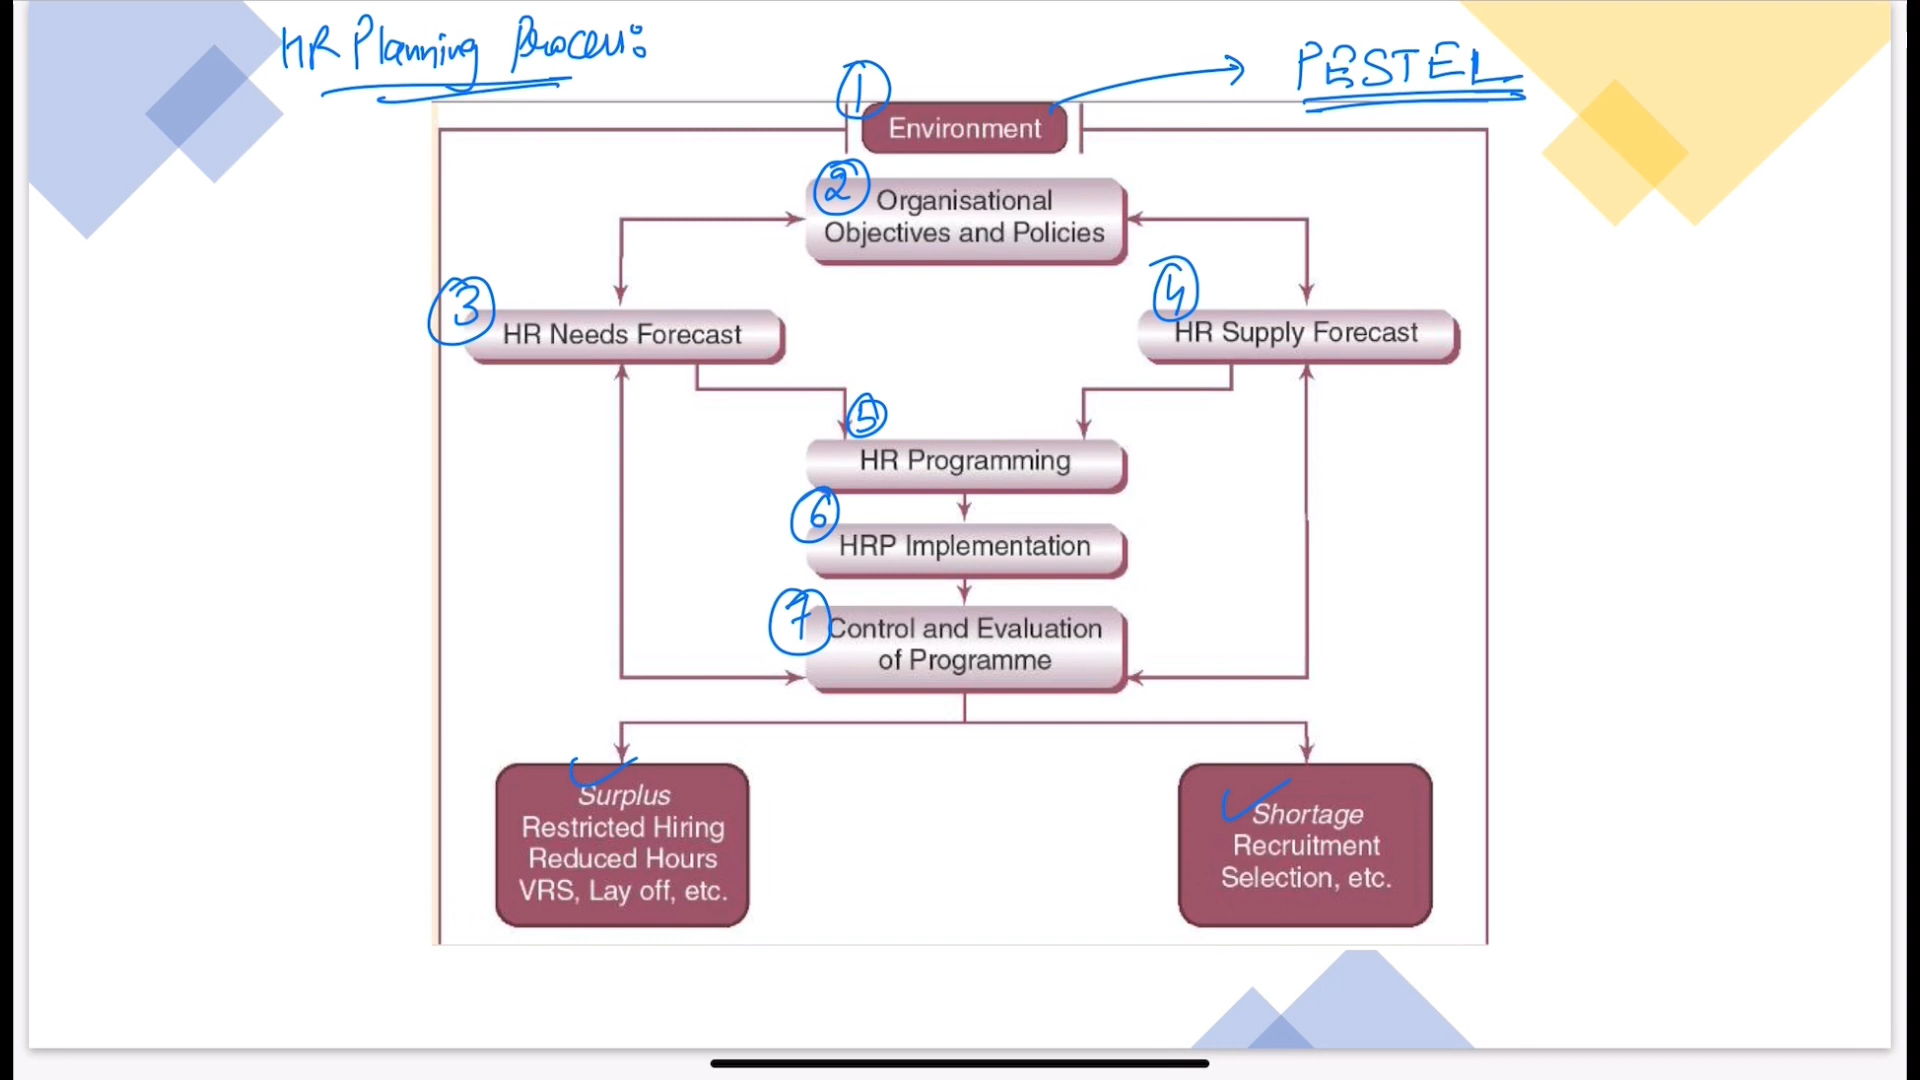 HR Planning Process:
PESTEL
1
Environment
2
Organisational
Objectives and Policies
3
HR Needs Forecast
4
HR Supply Forecast
5
HR Programming
6
HRP Implementation
7
Control and Evaluation
of Programme
Surplus
Restricted Hiring
Reduced Hours
VRS, Lay off, etc.
Shortage
Recruitment
Selection, etc.